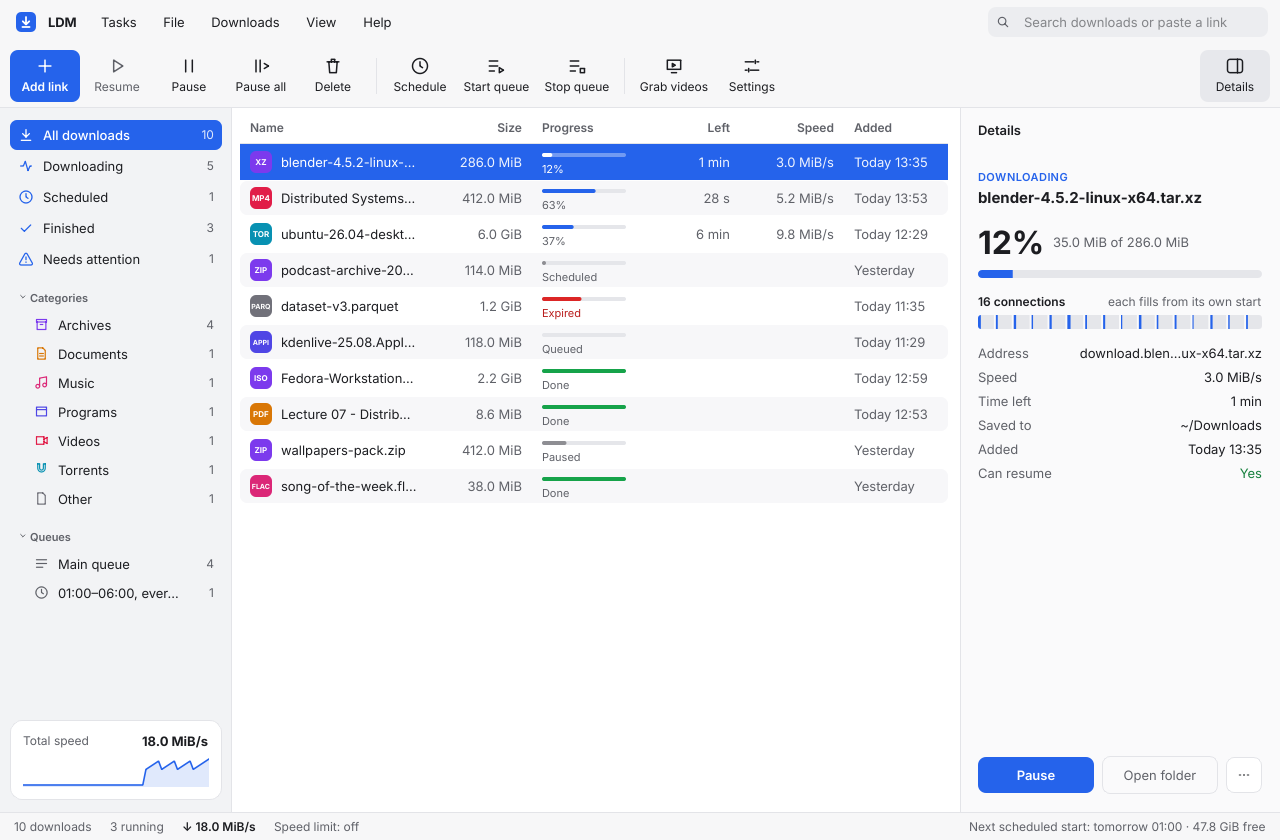 LDM Tasks File Downloads View Help Search downloads or paste a link
Add link Resume Pause Pause all Delete Schedule Start queue Stop queue Grab videos Settings Details
All downloads 10
Downloading 5
Scheduled 1
Finished 3
Needs attention 1
Categories
Archives 4
Documents 1
Music 1
Programs 1
Videos 1
Torrents 1
Other 1
Queues
Main queue 4
01:00–06:00, ever... 1
Total speed 18.0 MiB/s
Name Size Progress Left Speed Added
XZ blender-4.5.2-linux-... 286.0 MiB 12% 1 min 3.0 MiB/s Today 13:35
MP4 Distributed Systems... 412.0 MiB 63% 28 s 5.2 MiB/s Today 13:53
TOR ubuntu-26.04-deskt... 6.0 GiB 37% 6 min 9.8 MiB/s Today 12:29
ZIP podcast-archive-20... 114.0 MiB Scheduled Yesterday
PARQ dataset-v3.parquet 1.2 GiB Expired Today 11:35
APPI kdenlive-25.08.Appl... 118.0 MiB Queued Today 11:29
ISO Fedora-Workstation... 2.2 GiB Done Today 12:59
PDF Lecture 07 - Distrib... 8.6 MiB Done Today 12:53
ZIP wallpapers-pack.zip 412.0 MiB Paused Yesterday
FLAC song-of-the-week.fl... 38.0 MiB Done Yesterday
Details
DOWNLOADING
blender-4.5.2-linux-x64.tar.xz
12% 35.0 MiB of 286.0 MiB
16 connections each fills from its own start
Address download.blen...ux-x64.tar.xz
Speed 3.0 MiB/s
Time left 1 min
Saved to ~/Downloads
Added Today 13:35
Can resume Yes
Pause Open folder ...
10 downloads 3 running ↓ 18.0 MiB/s Speed limit: off Next scheduled start: tomorrow 01:00 · 47.8 GiB free